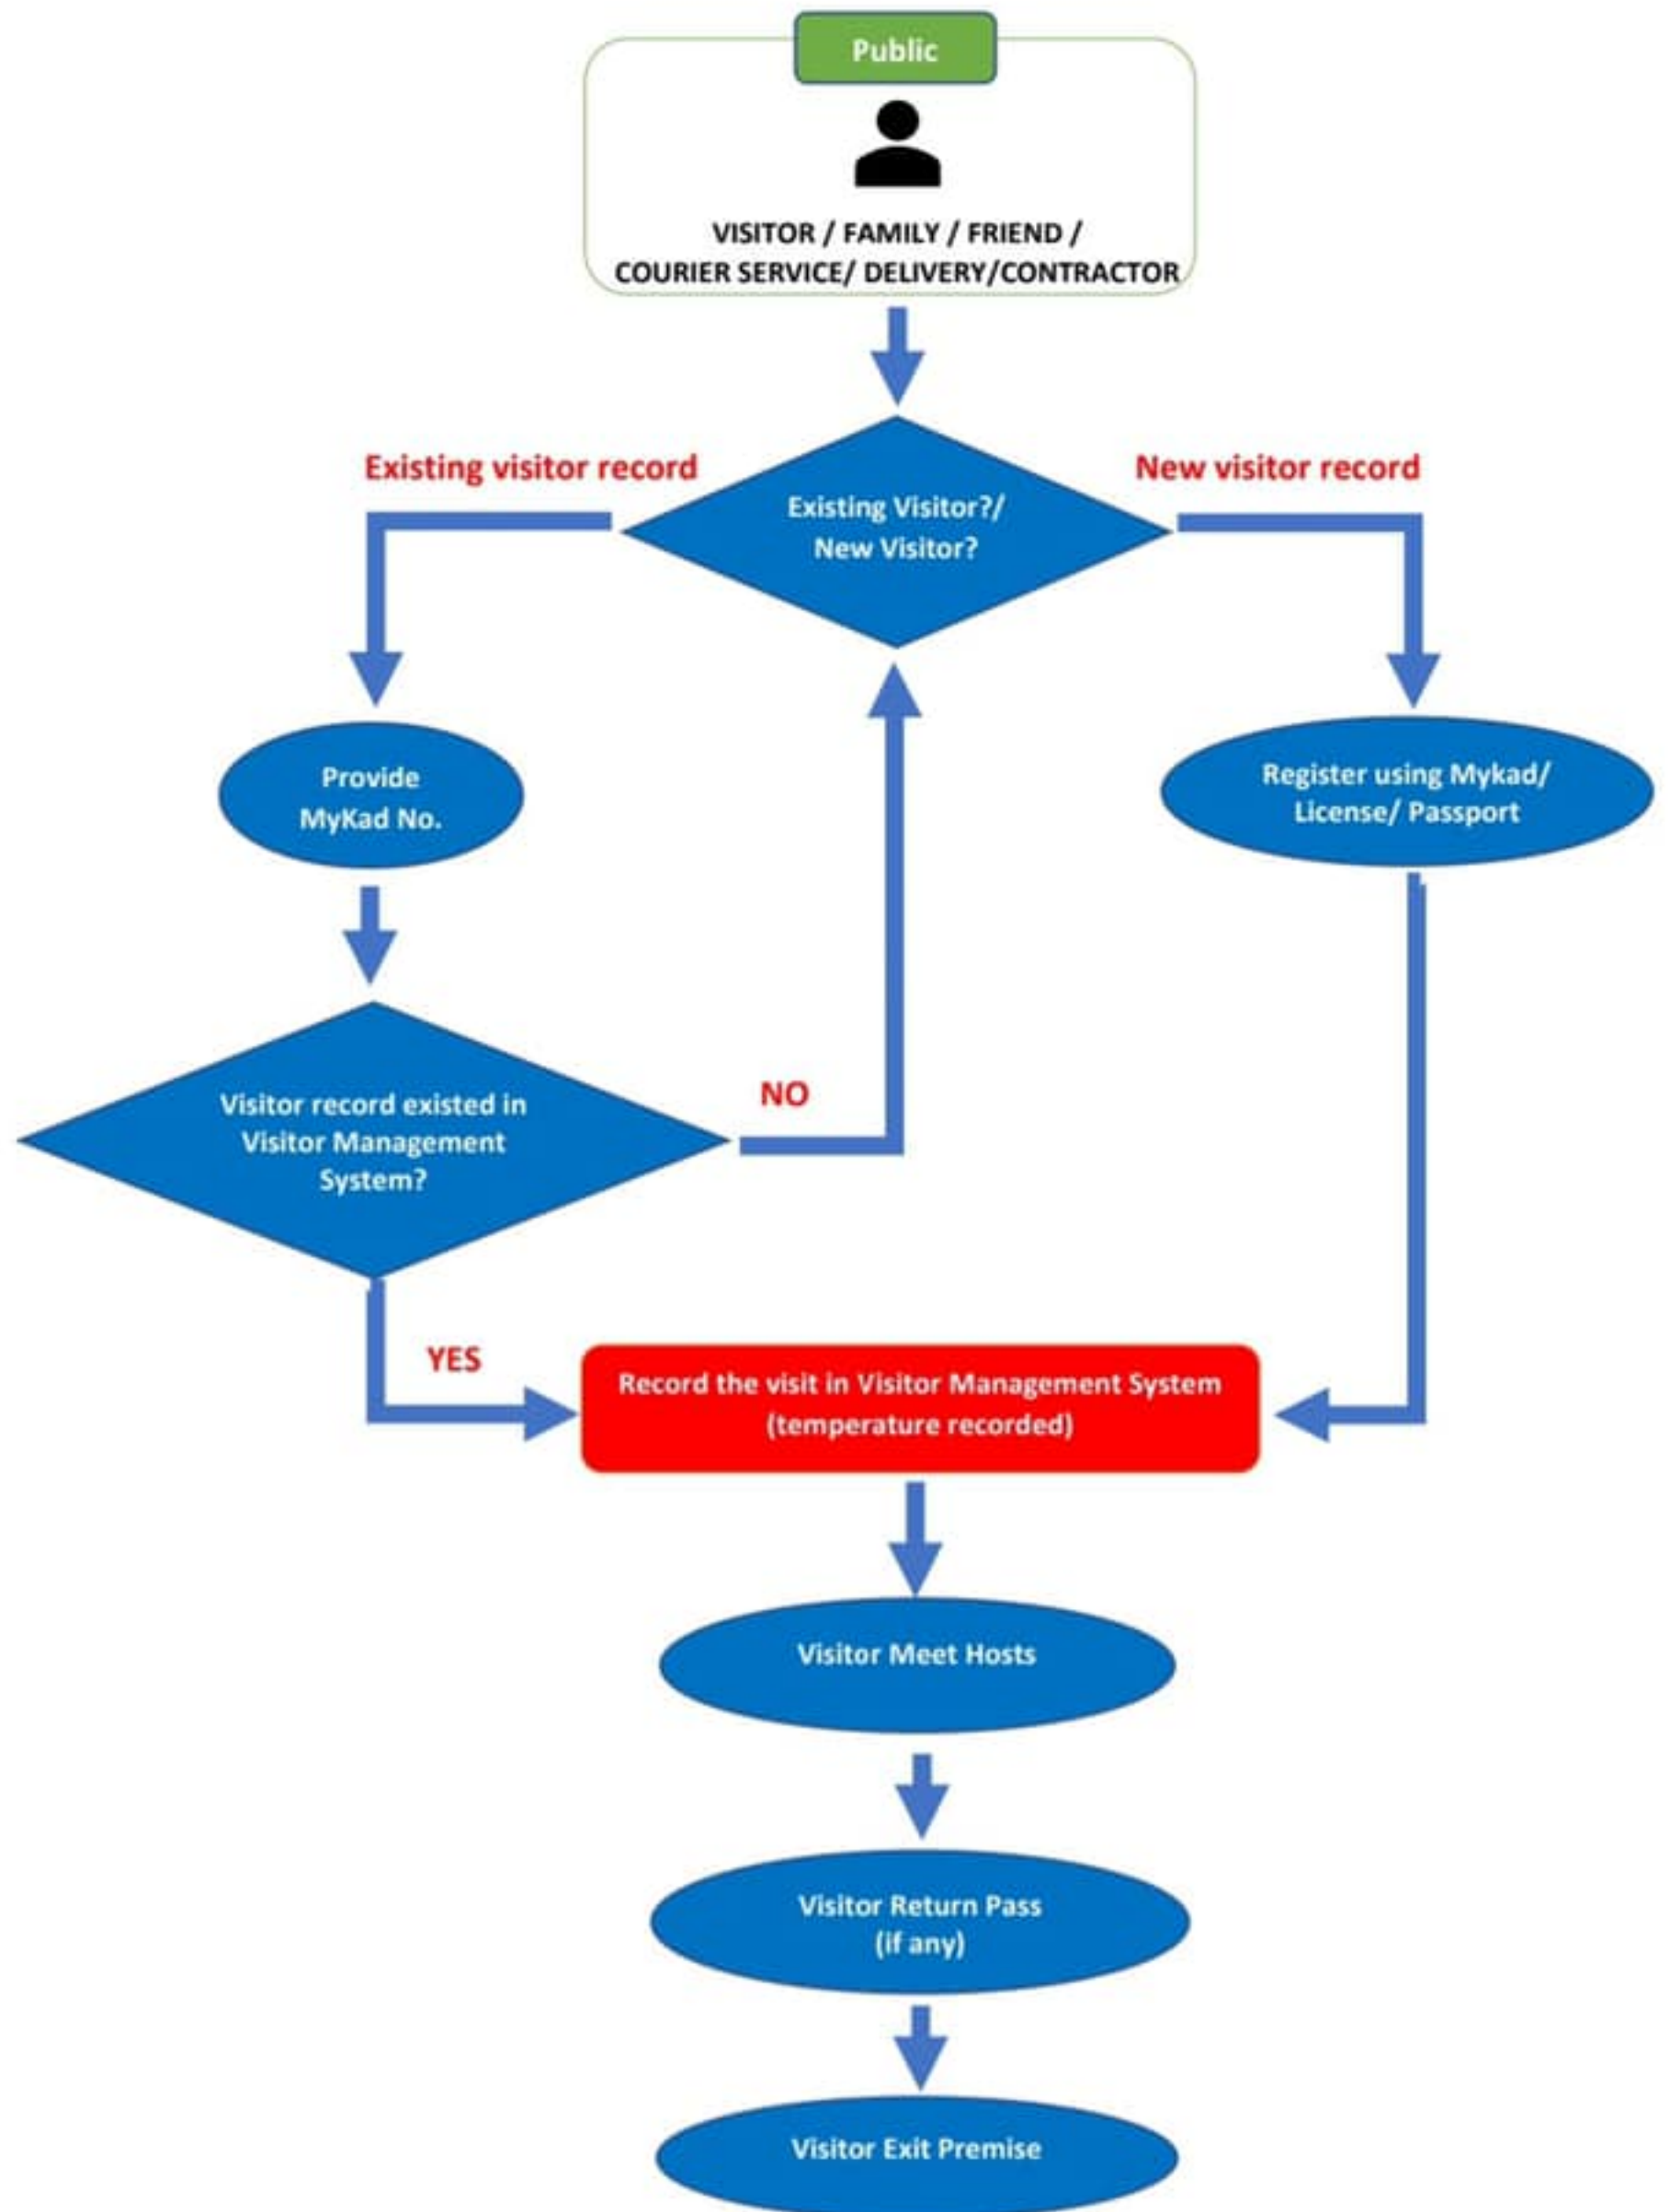 Public
VISITOR / FAMILY / FRIEND /
COURIER SERVICE/ DELIVERY/CONTRACTOR
Existing visitor record
New visitor record
Existing Visitor?/
New Visitor?
Provide
MyKad No.
Register using Mykad/
License/ Passport
Visitor record existed in
Visitor Management
System?
NO
YES
Record the visit in Visitor Management System
(temperature recorded)
Visitor Meet Hosts
Visitor Return Pass
(if any)
Visitor Exit Premise